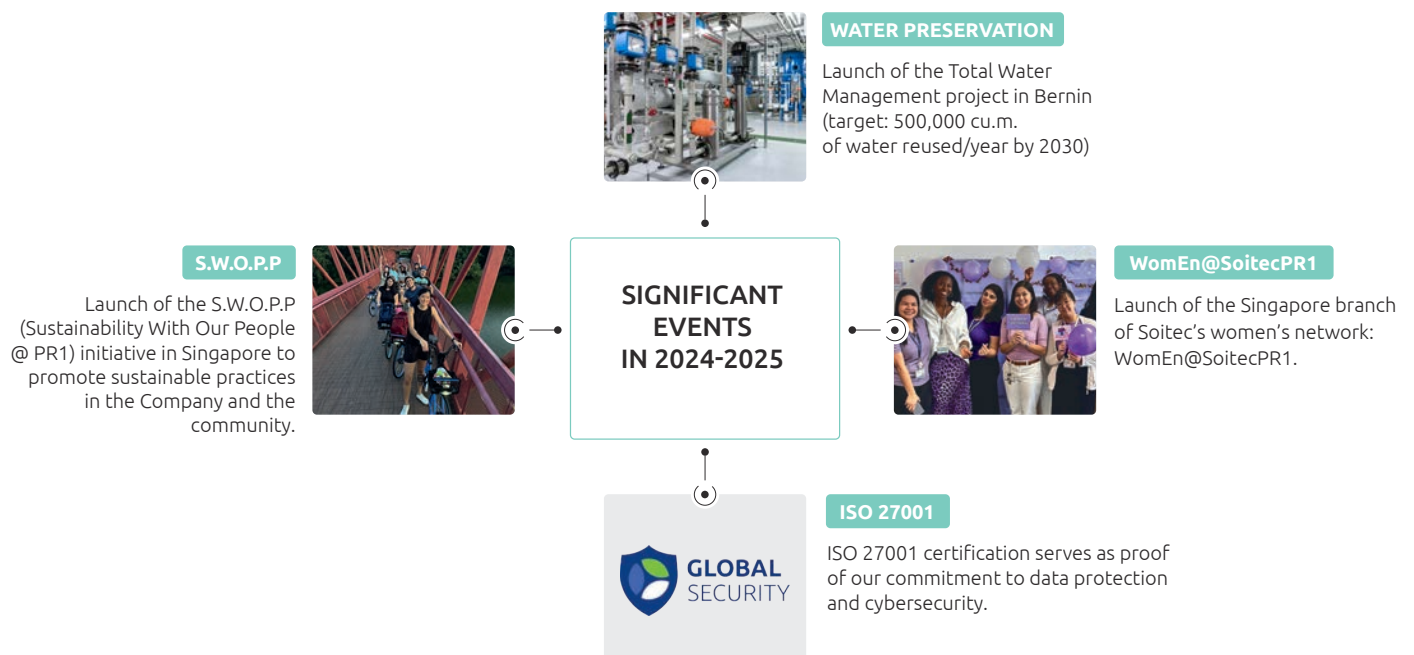 WATER PRESERVATION
Launch of the Total Water
Management project in Bernin
(target: 500,000 cu.m.
of water reused/year by 2030)
S.W.O.P.P
Launch of the S.W.O.P.P
(Sustainability With Our People
@ PR1) initiative in Singapore to
promote sustainable practices
in the Company and the
community.
SIGNIFICANT
EVENTS
IN 2024-2025
WomEn@SoitecPR1
Launch of the Singapore branch
of Soitec’s women’s network:
WomEn@SoitecPR1.
GLOBAL
SECURITY
ISO 27001
ISO 27001 certification serves as proof
of our commitment to data protection
and cybersecurity.